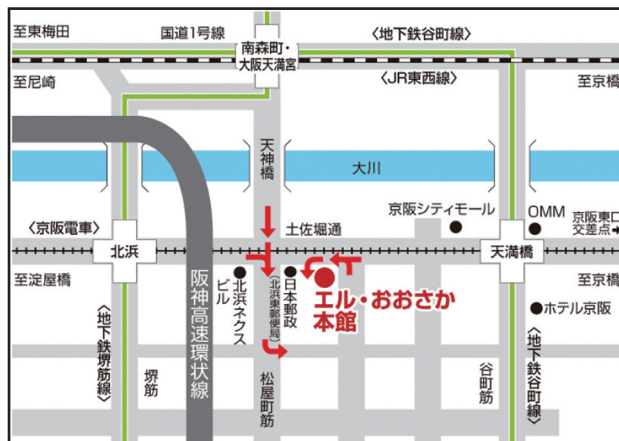 至東梅田
国道1号線
南森町・
大阪天満宮
〈地下鉄谷町線〉
至尼崎
〈JR東西線〉
至京橋
天神橋
大川
京阪シティモール
OMM
京阪東口
交差点
〈京阪電車〉
北浜
土佐堀通
天満橋
至淀屋橋
至京橋
阪神高速環状線
北浜ネクス
ビル
(北浜東郵便局)
日本郵政
エル・おおさか
本館
ホテル京阪
〈地下鉄堺筋線〉
堺筋
松屋町筋
谷町筋
〈地下鉄谷町線〉